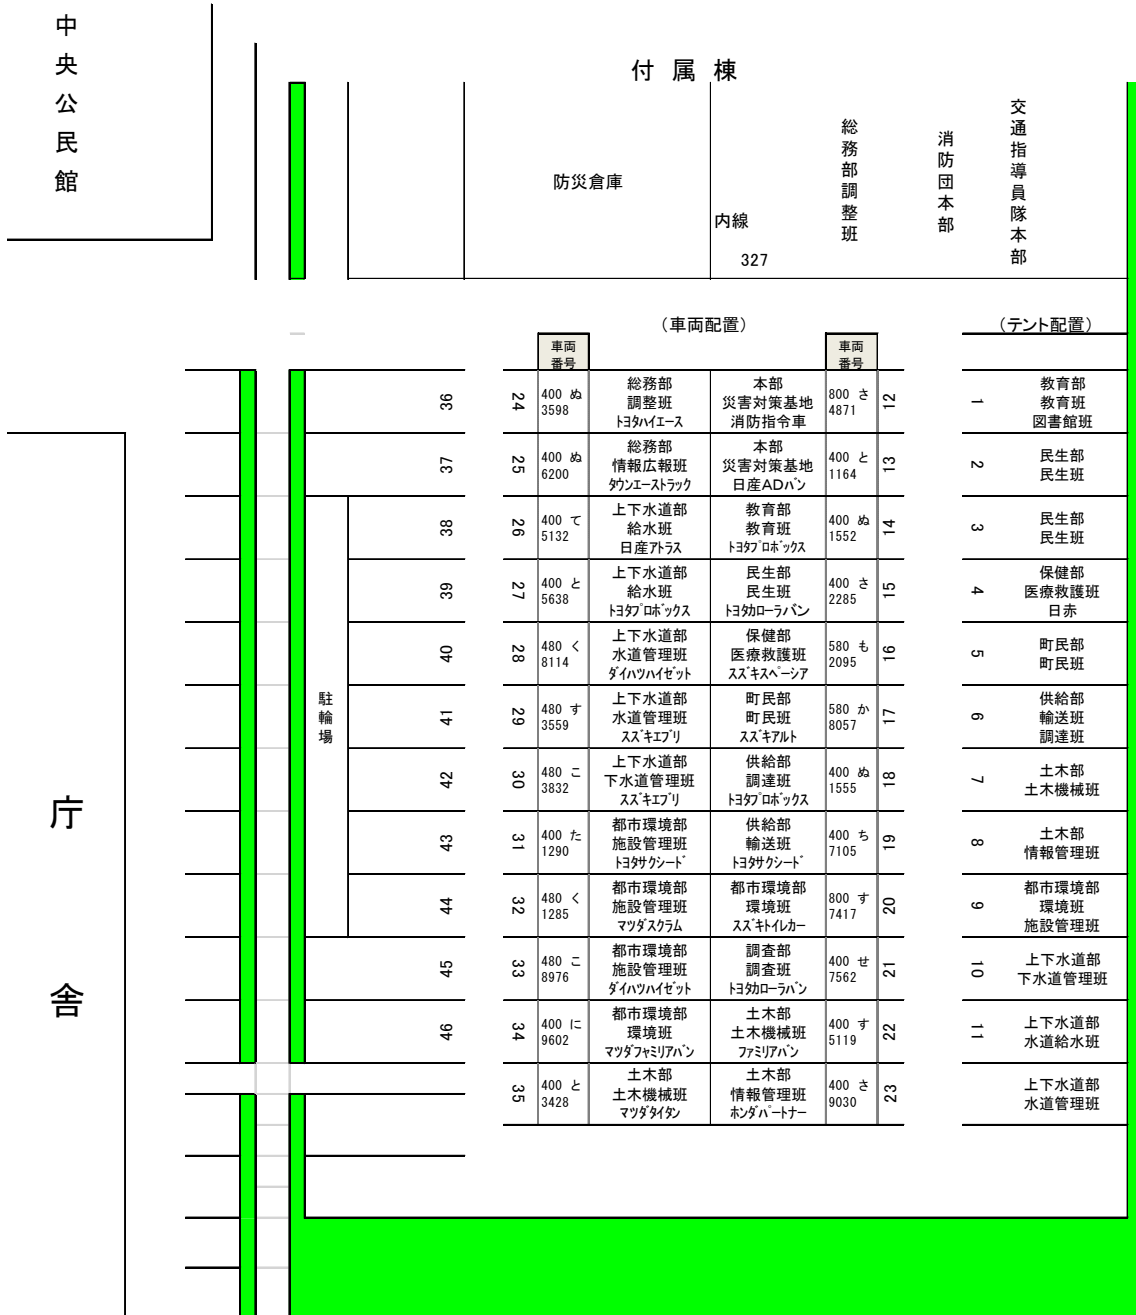 中央公民館
付属棟
防災倉庫
内線
327
総務部調整班
消防団本部
交通指導員隊本部
（車両配置）
（テント配置）
車両
番号
車両
番号
36
24
400 ぬ
3598
総務部
調整班
トヨタハイエース
本部
災害対策基地
消防指令車
800 さ
4871
12
1
教育部
教育班
図書館班
37
25
400 ぬ
6200
総務部
情報広報班
タウンエーストラック
本部
災害対策基地
日産ADバン
400 と
1164
13
2
民生部
民生班
38
26
400 て
5132
上下水道部
給水班
日産アトラス
教育部
教育班
トヨタプロボックス
400 ぬ
1552
14
3
民生部
民生班
39
27
400 と
5638
上下水道部
給水班
トヨタプロボックス
民生部
民生班
トヨタカローラバン
400 さ
2285
15
4
保健部
医療救護班
日赤
40
28
480 く
8114
上下水道部
水道管理班
ダイハツハイゼット
保健部
医療救護班
スズキスペーシア
580 も
2095
16
5
町民部
町民班
駐輪場
41
29
480 す
3559
上下水道部
水道管理班
スズキエブリ
町民部
町民班
スズキアルト
580 か
8057
17
6
供給部
輸送班
調達班
42
30
480 こ
3832
上下水道部
下水道管理班
スズキエブリ
供給部
調達班
トヨタプロボックス
400 ぬ
1555
18
7
土木部
土木機械班
43
31
400 た
1290
都市環境部
施設管理班
トヨタサクシード
供給部
輸送班
トヨタサクシード
400 ち
7105
19
8
土木部
情報管理班
44
32
480 く
1285
都市環境部
施設管理班
マツダスクラム
都市環境部
環境班
スズキトイレカー
800 す
7417
20
9
都市環境部
環境班
施設管理班
45
33
480 こ
8976
都市環境部
施設管理班
ダイハツハイゼット
調査部
調査班
トヨタカローラバン
400 せ
7562
21
10
上下水道部
下水道管理班
46
34
400 に
9602
都市環境部
環境班
マツダファミリアバン
土木部
土木機械班
ファミリアバン
400 す
5119
22
11
上下水道部
水道給水班
35
400 と
3428
土木部
土木機械班
マツダタイタン
土木部
情報管理班
ホンダパートナー
400 さ
9030
23
上下水道部
水道管理班
庁舎